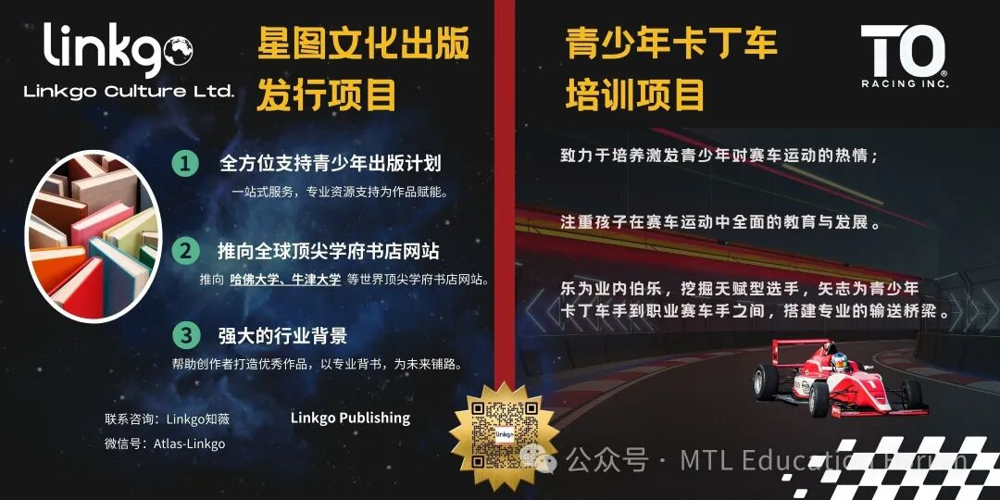 linkgo
Linkgo Culture Ltd.
星图文化出版
发行项目
1 全方位支持青少年出版计划
一站式服务，专业资源支持为作品赋能。
2 推向全球顶尖学府书店网站
推向 哈佛大学、牛津大学 等世界顶尖学府书店网站。
3 强大的行业背景
帮助创作者打造优秀作品，以专业背书，为未来铺路。
联系咨询：Linkgo知薇
微信号：Atlas-Linkgo
Linkgo Publishing
linkgo
青少年卡丁车
培训项目
TO®
RACING INC.
致力于培养激发青少年对赛车运动的热情；
注重孩子在赛车运动中全面的教育与发展。
乐为业内伯乐，挖掘天赋型选手，矢志为青少年
卡丁车手到职业赛车手之间，搭建专业的输送桥梁。
1
公众号 · MTL Education Forum